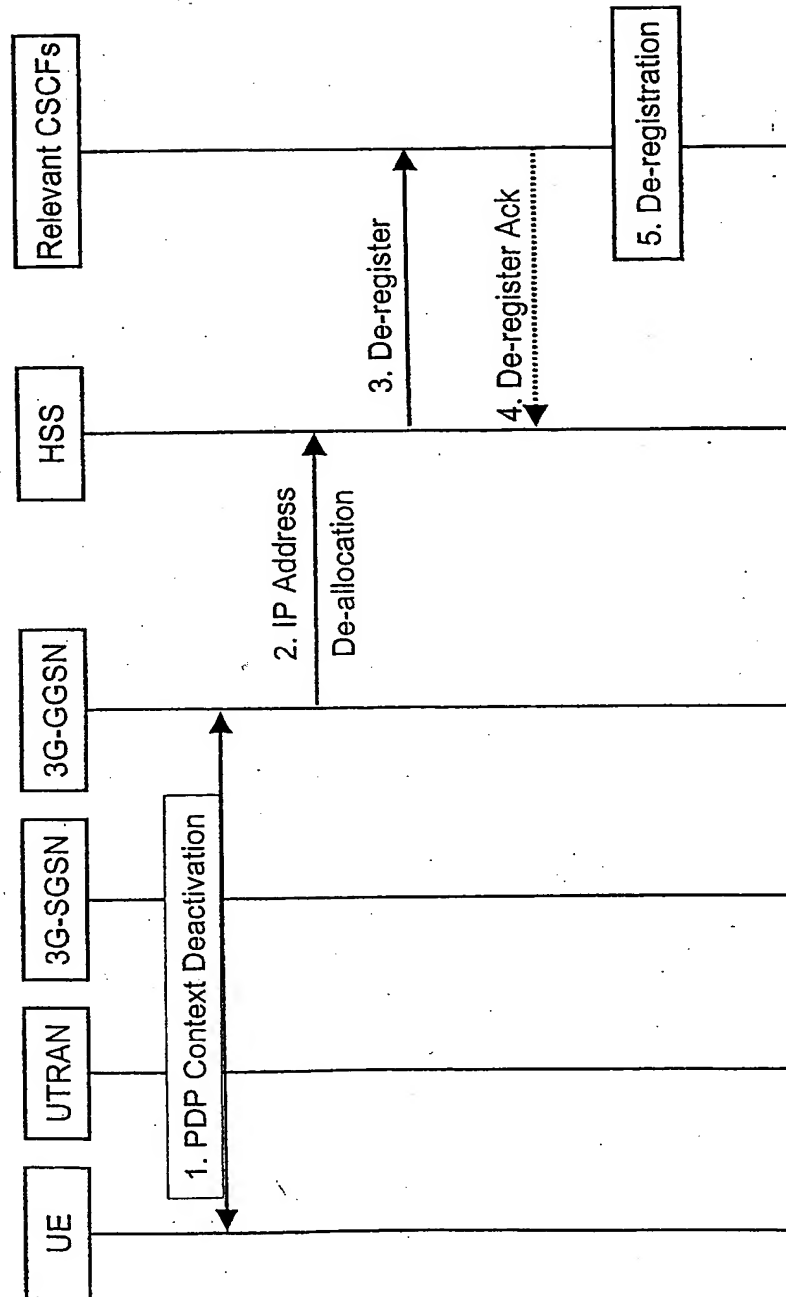 UE
UTRAN
3G-SGSN
3G-GGSN
HSS
Relevant CSCFs
1. PDP Context Deactivation
2. IP Address
De-allocation
3. De-register
4. De-register Ack
5. De-registration